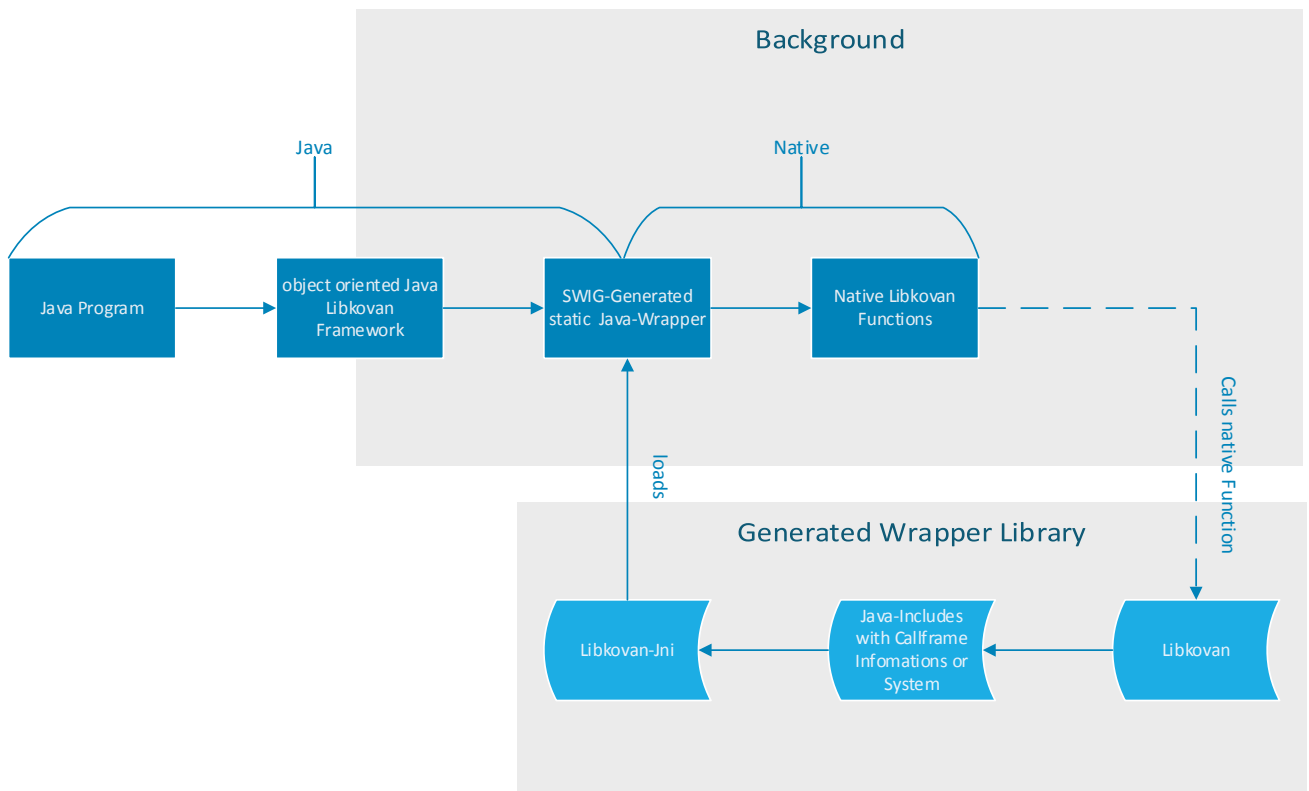 Background
Java
Native
Java Program
object oriented Java
Libkovan
Framework
SWIG-Generated
static Java-Wrapper
Native Libkovan
Functions
Calls native Function
loads
Generated Wrapper Library
Libkovan-Jni
Java-Includes
with Callframe
Infomations or
System
Libkovan